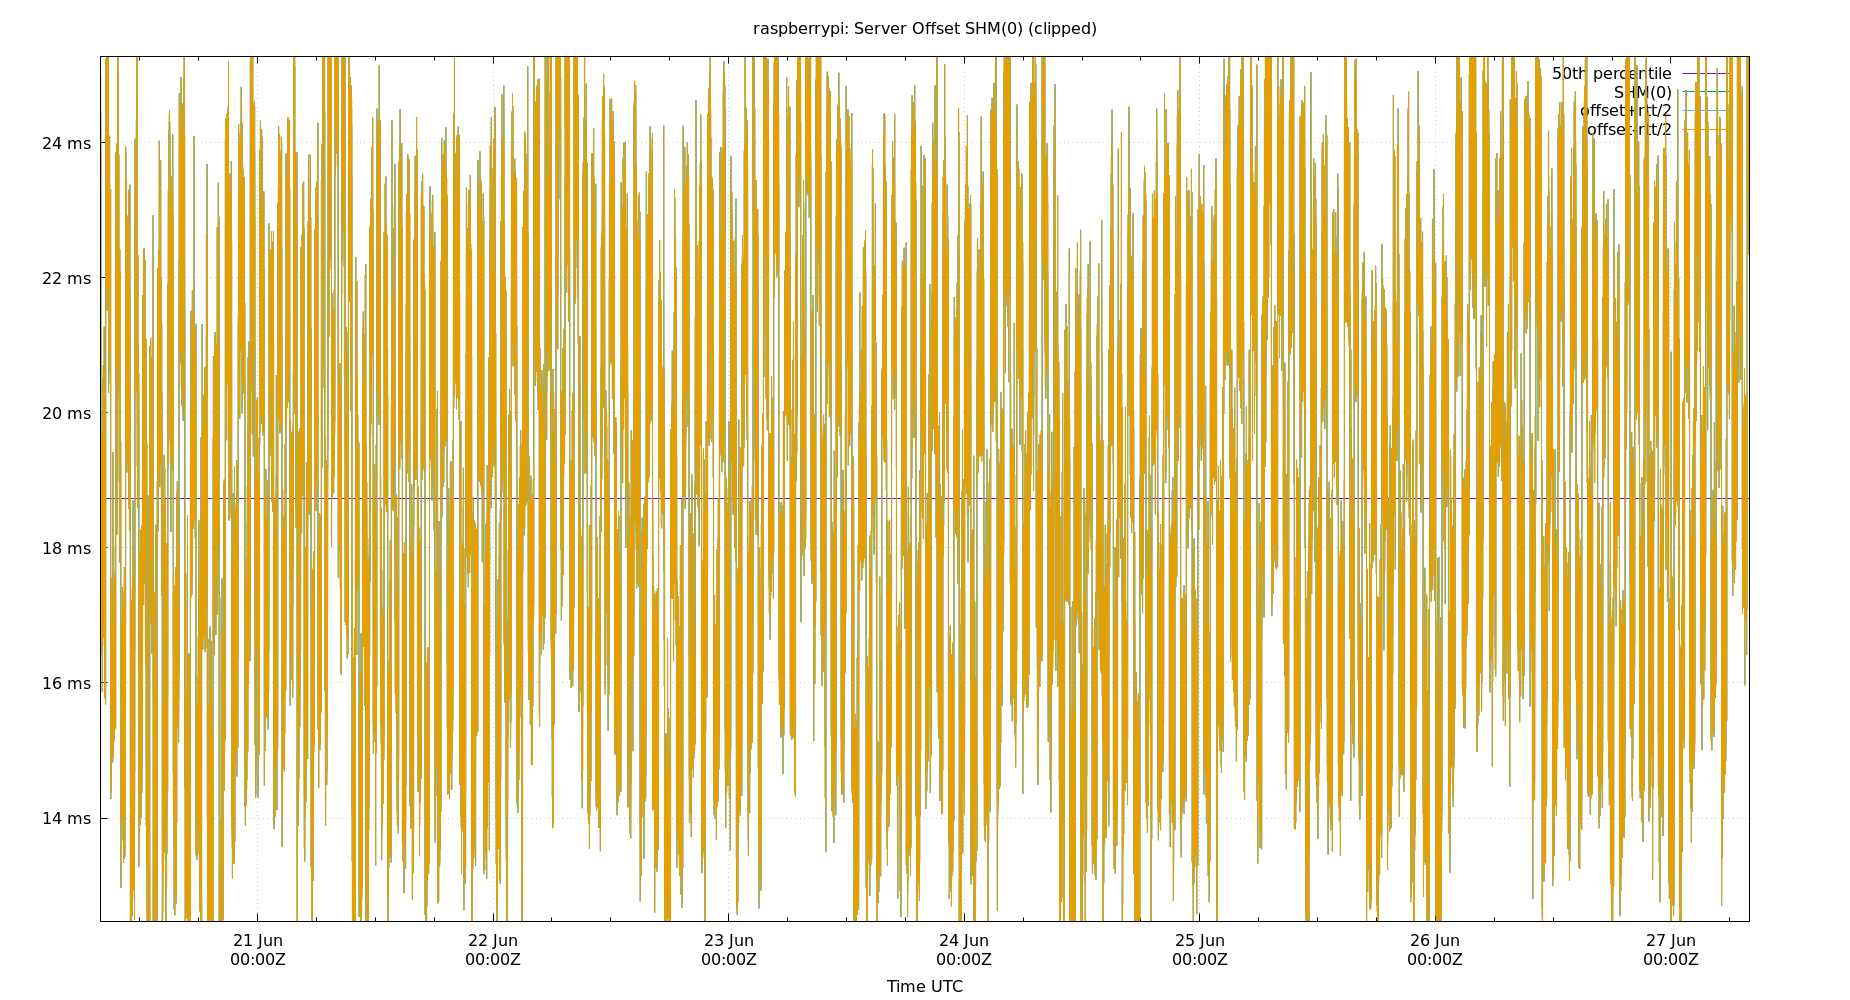 raspberrypi: Server Offset SHM(0) (clipped)
50th percentile
SHM(0)
offset+rtt/2
offset-rtt/2
24 ms
22 ms
20 ms
18 ms
16 ms
14 ms
21 Jun 22 Jun 23 Jun 24 Jun 25 Jun 26 Jun 27 Jun
00:00Z 00:00Z 00:00Z 00:00Z 00:00Z 00:00Z 00:00Z
Time UTC